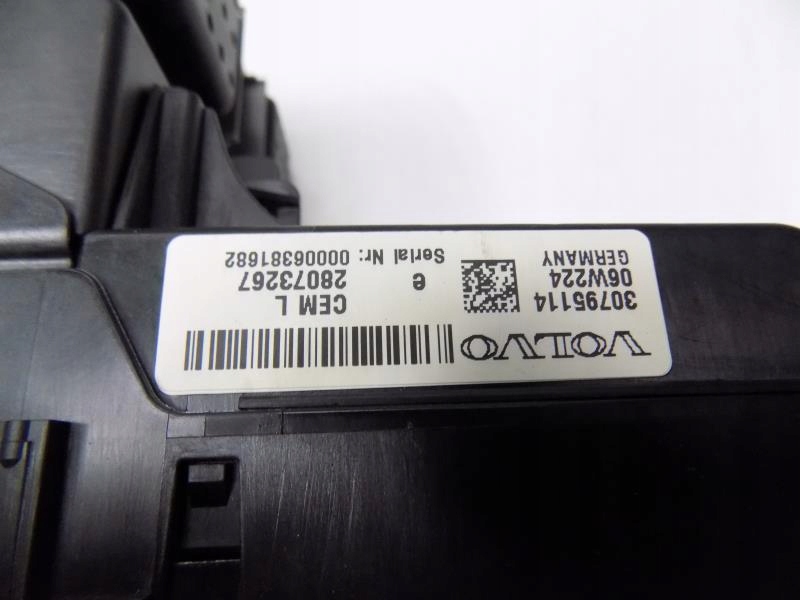 VOLVO
30795114 CEM L
06W224 28073267
GERMANY e Serial Nr: 00006381682